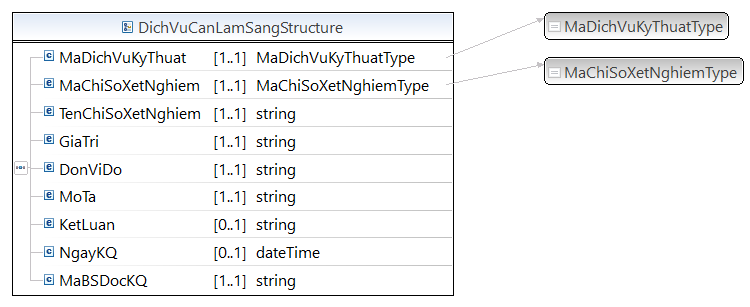 DichVuCanLamSangStructure
MaDichVuKyThuat [1..1] MaDichVuKyThuatType
MaDichVuKyThuatType
MaChiSoXetNghiem [1..1] MaChiSoXetNghiemType
MaChiSoXetNghiemType
TenChiSoXetNghiem [1..1] string
GiaTri [1..1] string
DonViDo [1..1] string
MoTa [1..1] string
KetLuan [0..1] string
NgayKQ [0..1] dateTime
MaBSDocKQ [1..1] string